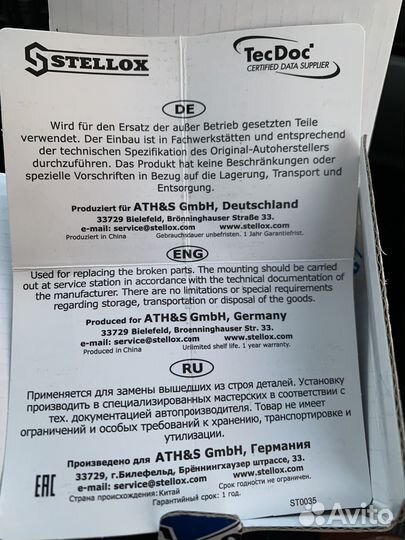 STELLOX
TecDoc
CERTIFIED DATA SUPPLIER
DE
Wird für den Ersatz der außer Betrieb gesetzten Teile
verwendet. Der Einbau ist in Fachwerkstätten und entsprechend
der technischen Spezifikation des Original-Autoherstellers
durchzuführen. Das Produkt hat keine Beschränkungen oder
spezielle Vorschriften in Bezug auf die Lagerung, Transport und
Entsorgung.
Produziert für ATH&S GmbH, Deutschland
33729 Bielefeld, Brönninghauser Straße 33.
e-mail: service@stellox.com www.stellox.com
Produziert in China Gebrauchsdauer unbefristen. 1 Jahr Garantiefrist.
ENG
Used for replacing the broken parts. The mounting should be carried
out at service station in accordance with the technical documentation of
the manufacturer. There are no limitations or special requirements
regarding storage, transportation or disposal of the goods.
Produced for ATH&S GmbH, Germany
33729 Bielefeld, Broenninghauser Str. 33.
e-mail: service@stellox.com www.stellox.com
Produced in China Unlimited shelf life. 1 year warranty.
RU
Применяется для замены вышедших из строя деталей. Установку
производить в специализированных мастерских в соответствии с
тех. документацией автопроизводителя. Товар не имеет
ограничений и особых требований к хранению, транспортировке и
утилизации.
Произведено для ATH&S GmbH, Германия
33729, г.Билефельд, Брённингхаузер штрассе, 33.
e-mail: service@stellox.com www.stellox.com
Страна происхождения: Китай Срок годности не ограничен.
Гарантийный срок: 1 год.
EAC
ST0035
Avito